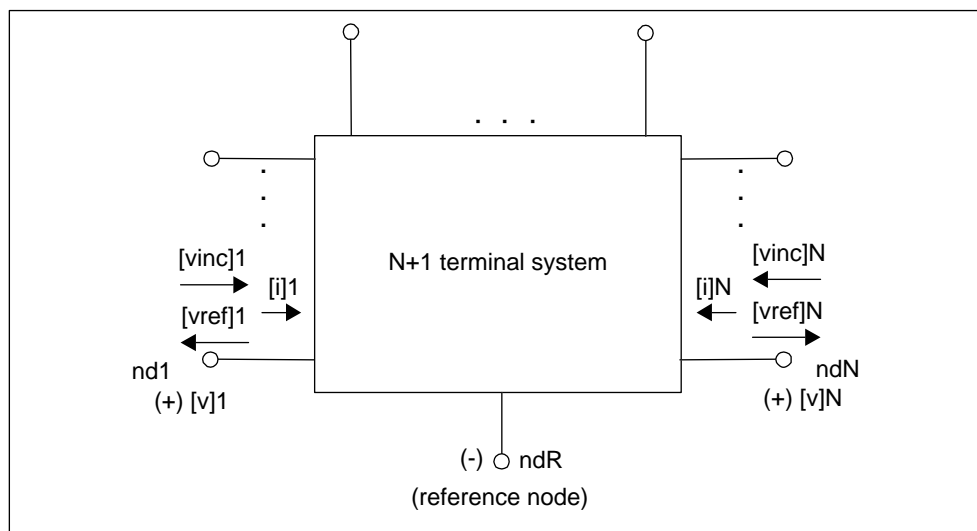 . . .
.
.
.
.
.
.
[vinc]1
[vinc]N
N+1 terminal system
[i]1
[i]N
[vref]1
[vref]N
nd1
ndN
(+) [v]1
(+) [v]N
(-) ndR
(reference node)